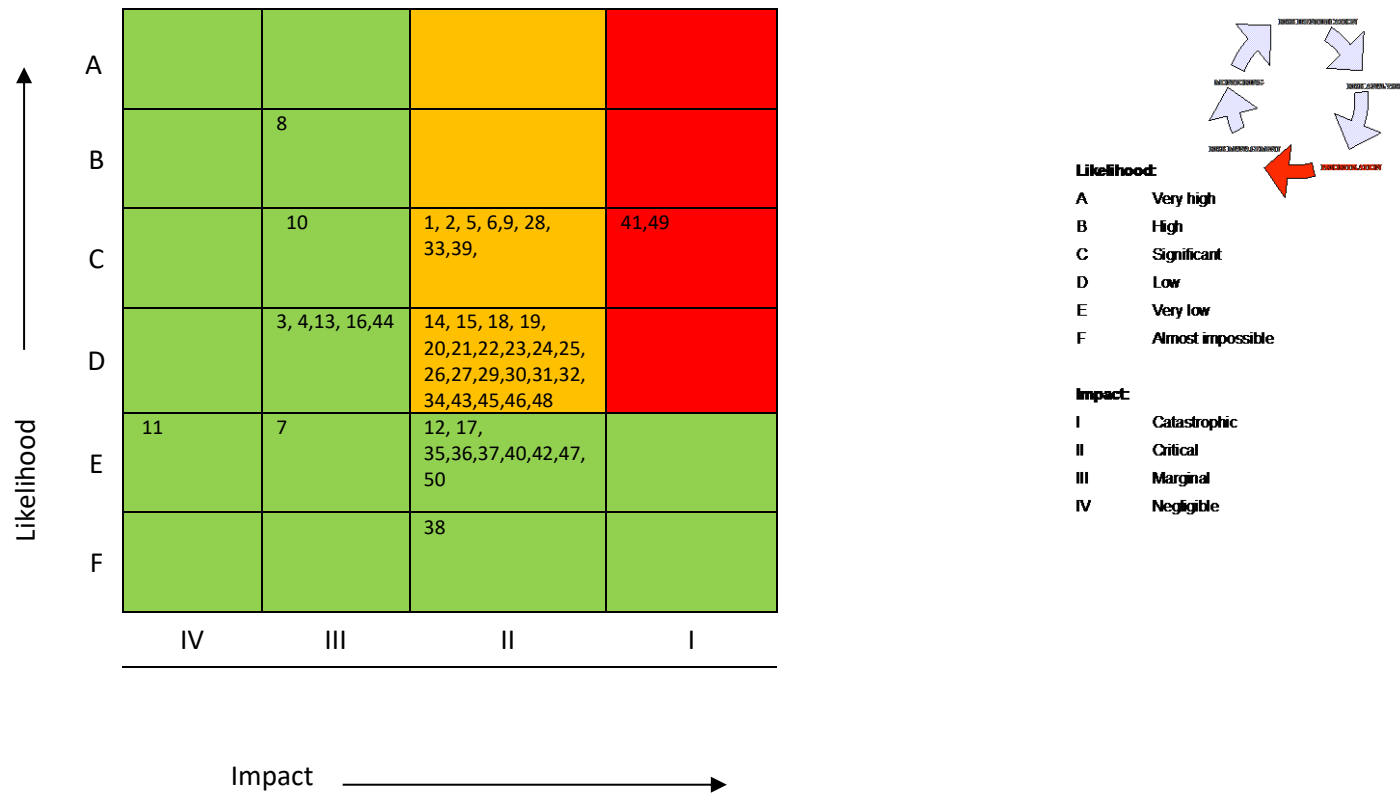 A
B
8
C
10
1, 2, 5, 6,9, 28,
33,39,
41,49
D
3, 4,13, 16,44
14, 15, 18, 19,
20,21,22,23,24,25,
26,27,29,30,31,32,
34,43,45,46,48
E
11
7
12, 17,
35,36,37,40,42,47,
50
F
38
IV
III
II
I
Likelihood
Impact
MONITORING
RISK MANAGEMENT
Likelihood:
A Very high
B High
C Significant
D Low
E Very low
F Almost impossible
Impact:
I Catastrophic
II Critical
III Marginal
IV Negligible